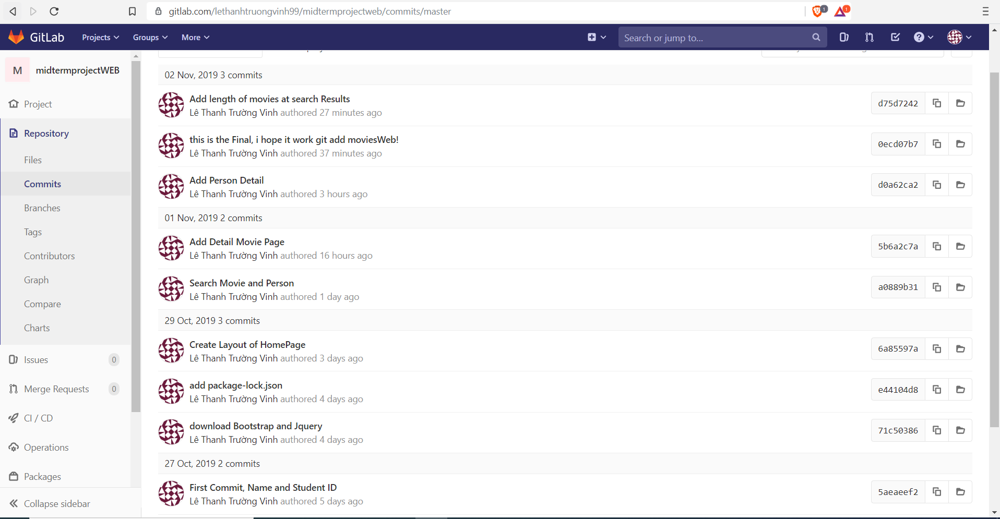 gitlab.com/lethanhtruongvinh99/midtermprojectweb/commits/master
1
1
GitLab
Projects
Groups
More
Search or jump to...
M
midtermprojectWEB
Project
Repository
Files
Commits
Branches
Tags
Contributors
Graph
Compare
Charts
Issues 0
Merge Requests 0
CI / CD
Operations
Packages
Collapse sidebar
02 Nov, 2019 3 commits
Add length of movies at search Results
Lê Thanh Trường Vinh authored 27 minutes ago
d75d7242
this is the Final, i hope it work git add moviesWeb!
Lê Thanh Trường Vinh authored 37 minutes ago
0ecd07b7
Add Person Detail
Lê Thanh Trường Vinh authored 3 hours ago
d0a62ca2
01 Nov, 2019 2 commits
Add Detail Movie Page
Lê Thanh Trường Vinh authored 16 hours ago
5b6a2c7a
Search Movie and Person
Lê Thanh Trường Vinh authored 1 day ago
a0889b31
29 Oct, 2019 3 commits
Create Layout of HomePage
Lê Thanh Trường Vinh authored 3 days ago
6a85597a
add package-lock.json
Lê Thanh Trường Vinh authored 4 days ago
e44104d8
download Bootstrap and Jquery
Lê Thanh Trường Vinh authored 4 days ago
71c50386
27 Oct, 2019 2 commits
First Commit, Name and Student ID
Lê Thanh Trường Vinh authored 5 days ago
5aeaeef2